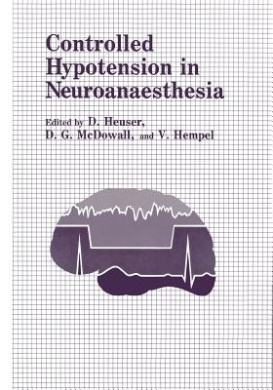 Controlled
Hypotension in
Neuroanaesthesia
Edited by D. Heuser,
D. G. McDowall, and V. Hempel